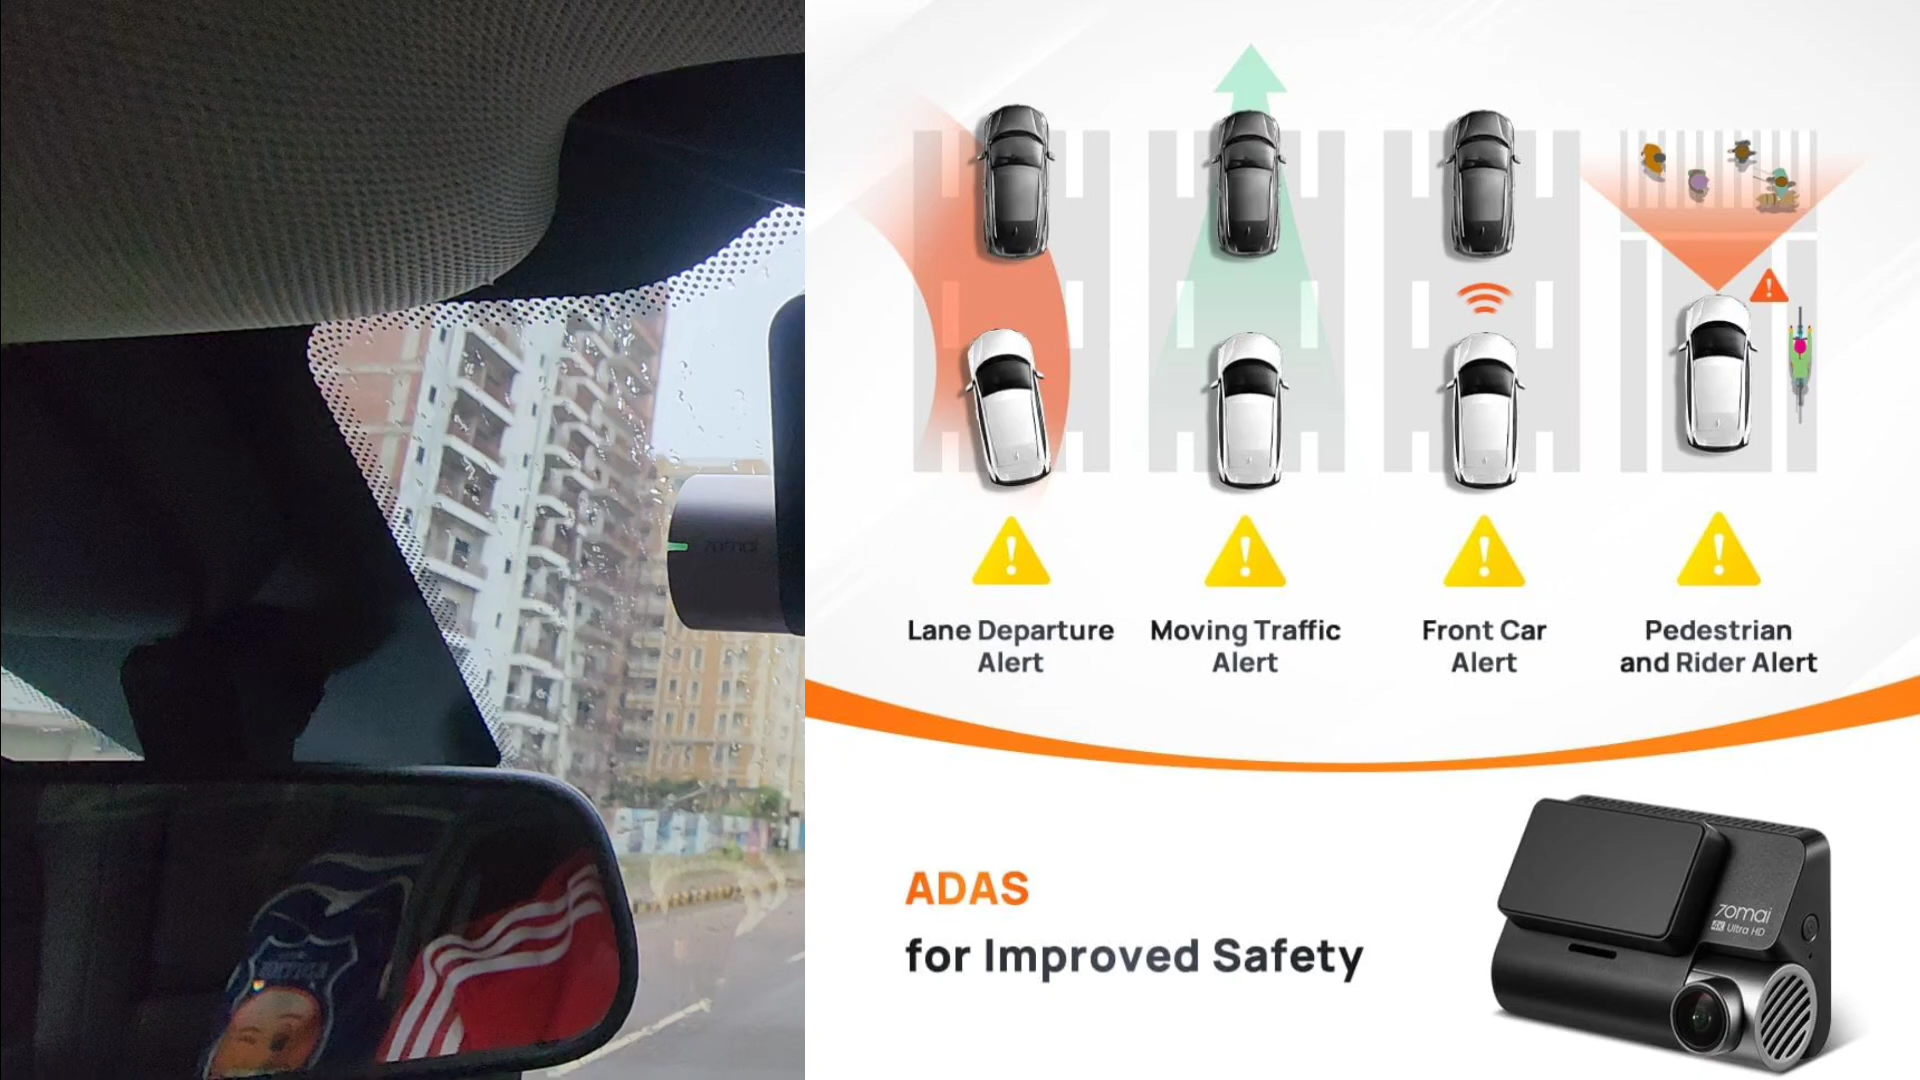 70mai
Lane Departure
Alert
Moving Traffic
Alert
Front Car
Alert
Pedestrian
and Rider Alert
ADAS
for Improved Safety
70mai
4K Ultra HD